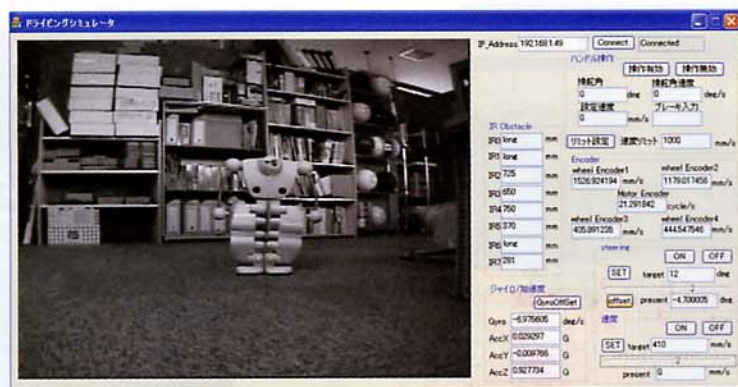 ドライビングシミュレータ
IP_Address 192.168.1.49 Connect Connected
ハンドル操作
操作有効 操作無効
操舵角 操舵角速度
0 deg 0 deg/s
設定速度 ブレーキ入力
0 mm/s
IR Obstacle
IR0 long mm リミット設定 速度リミット 1000 mm/s
IR1 long mm
IR2 725 mm
IR3 650 mm
IR4 750 mm
IR5 370 mm
IR6 long mm
IR7 281 mm
Encoder
wheel Encoder1 wheel Encoder2
1526.924194 mm/s 1179.017456 mm/s
Motor Encoder
21.291842 cycle/s
wheel Encoder3 wheel Encoder4
405.891235 mm/s 444.547546 mm/s
steering
ON OFF
SET target 12 deg
offset present -4.700005 deg
ジャイロ/加速度
GyroOffSet
Gyro -6.975605 deg/s
AccX 0.029297 G
AccY -0.009766 G
AccZ 0.927734 G
速度
ON OFF
SET target 410 mm/s
present 0 mm/s